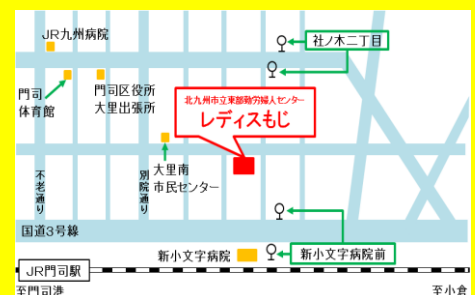 JR九州病院
社ノ木二丁目
門司
体育館
門司区役所
大里出張所
北九州市立東部勤労婦人センター
レディスもじ
大里南
市民センター
不老通り
別院通り
国道3号線
新小文字病院
新小文字病院前
JR門司駅
至門司港
至小倉